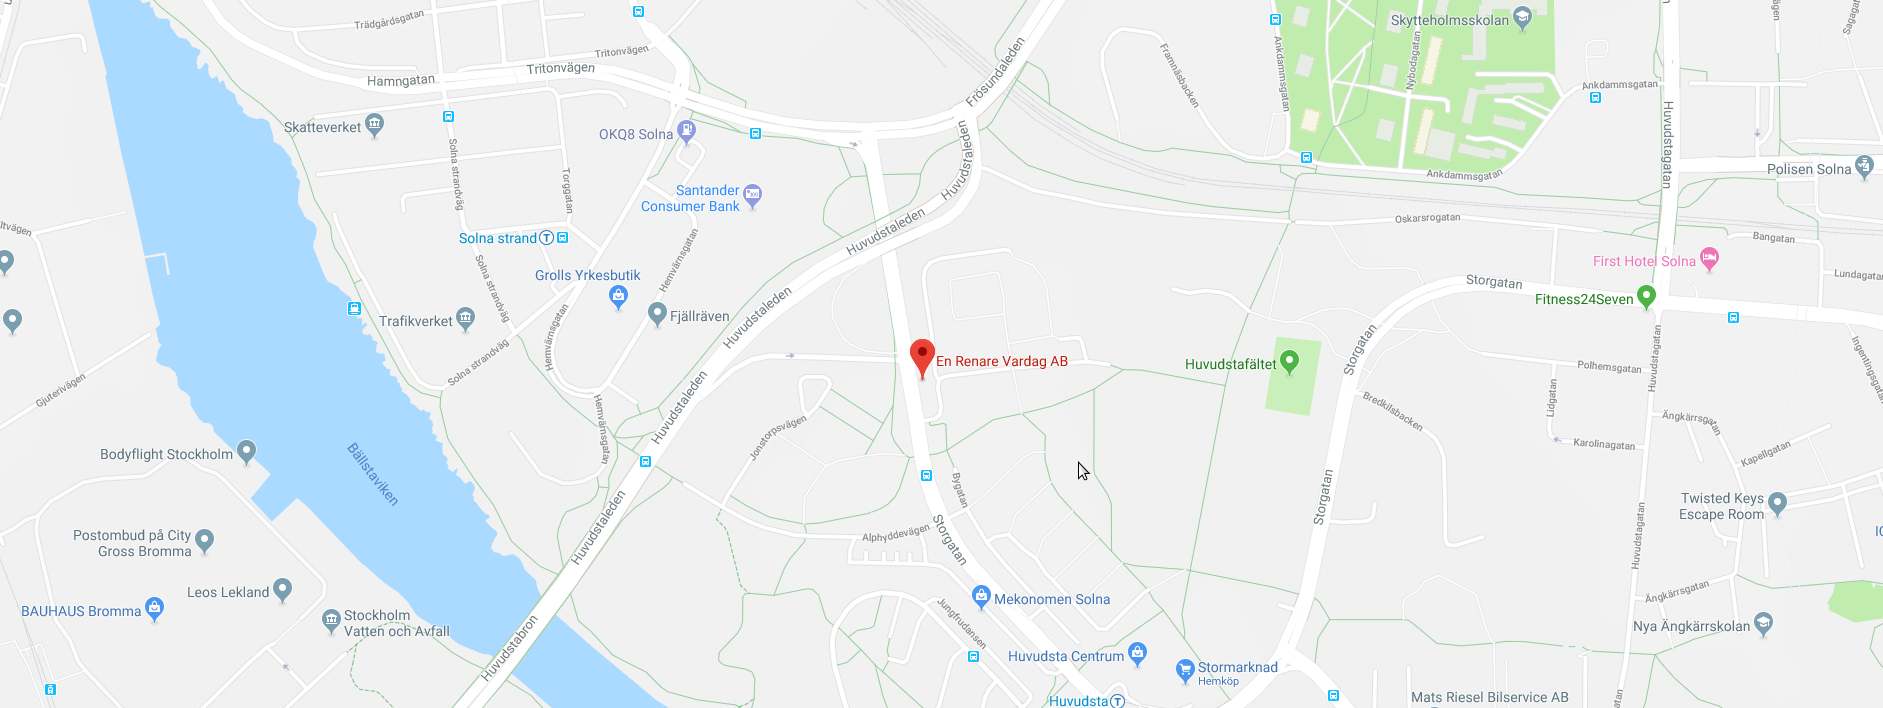 Trädgårdsgatan
Tritonvägen
Hamngatan
Tritonvägen
Frösundaleden
Framnäsbacken
Ankdammsgatan
Skytteholmsskolan
Nybodagatan
Ankdammsgatan
Huvudstagatan
Skatteverket
OKQ8 Solna
Solna strandväg
Torggatan
Santander
Consumer Bank
Huvudstaleden
Huvudstaleden
Ankdammsgatan
Polisen Solna
Oskarsrogatan
Bangatan
Lundagatan
Solna strand
Grolls Yrkesbutik
Hemvärnsgatan
Solna strandväg
Trafikverket
Fjällräven
Huvudstaleden
First Hotel Solna
Storgatan
Fitness24Seven
Hemvärnsgatan
Solna strandväg
En Renare Vardag AB
Huvudstafältet
Storgatan
Polhemsgatan
Huvudstagatan
Ingentingsgatan
Gjuterivägen
Huvudstaleden
Hemvärnsgatan
Jonstorpsvägen
Bredkilsbacken
Lidgatan
Karolinagatan
Ängkärrsgatan
Kapellgatan
Bodyflight Stockholm
Bällstaviken
Bygatan
Storgatan
Twisted Keys
Escape Room
Postombud på City
Gross Bromma
Huvudstaleden
Alphyddevägen
Storgatan
Huvudstagatan
Leos Lekland
BAUHAUS Bromma
Stockholm
Vatten och Avfall
Huvudstabron
Mekonomen Solna
Jungfrudansen
Ängkärrsgatan
Nya Ängkärrskolan
Huvudsta Centrum
Stormarknad
Hemköp
Huvudsta
Mats Riesel Bilservice AB